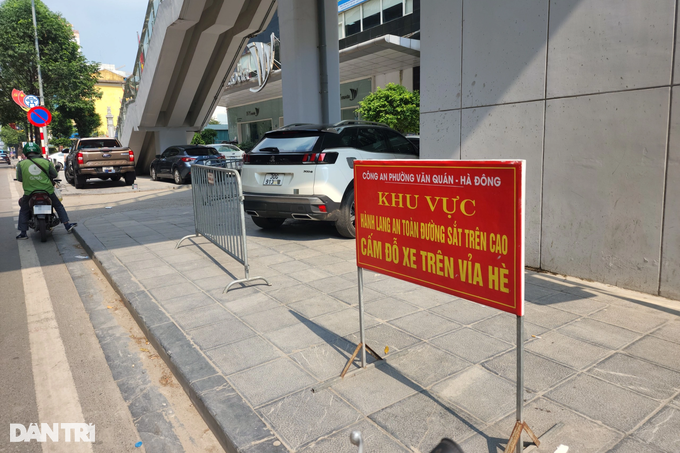 CÔNG AN PHƯỜNG VĂN QUÁN - HÀ ĐÔNG
KHU VỰC
HÀNH LANG AN TOÀN ĐƯỜNG SẮT TRÊN CAO
CẤM ĐỖ XE TRÊN VỈA HÈ
DÂN TRÍ